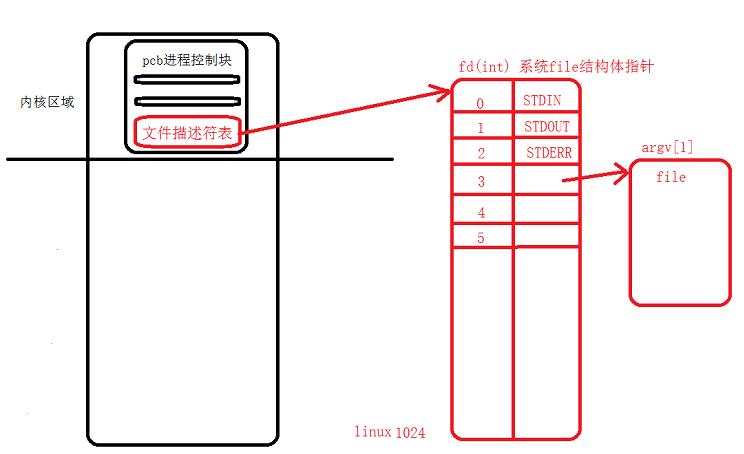 pcb进程控制块
内核区域
文件描述符表
fd(int) 系统file结构体指针
0 STDIN
1 STDOUT
2 STDERR
3
4
5
argv[1]
file
linux 1024